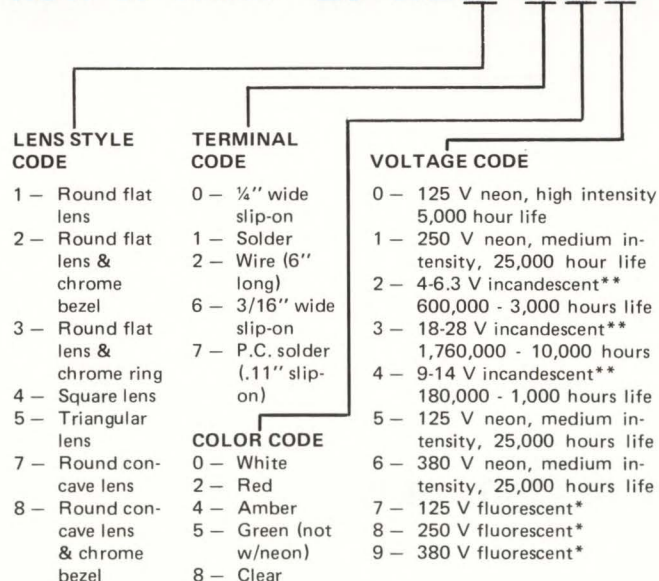 LENS STYLE
CODE
1 — Round flat
lens
2 — Round flat
lens &
chrome
bezel
3 — Round flat
lens &
chrome ring
4 — Square lens
5 — Triangular
lens
7 — Round con-
cave lens
8 — Round con-
cave lens
& chrome
bezel
TERMINAL
CODE
0 — ¼'' wide
slip-on
1 — Solder
2 — Wire (6''
long)
6 — 3/16'' wide
slip-on
7 — P.C. solder
(.11'' slip-
on)
COLOR CODE
0 — White
2 — Red
4 — Amber
5 — Green (not
w/neon)
8 — Clear
VOLTAGE CODE
0 — 125 V neon, high intensity
5,000 hour life
1 — 250 V neon, medium in-
tensity, 25,000 hour life
2 — 4-6.3 V incandescent**
600,000 - 3,000 hours life
3 — 18-28 V incandescent**
1,760,000 - 10,000 hours
4 — 9-14 V incandescent**
180,000 - 1,000 hours life
5 — 125 V neon, medium in-
tensity, 25,000 hours life
6 — 380 V neon, medium in-
tensity, 25,000 hours life
7 — 125 V fluorescent*
8 — 250 V fluorescent*
9 — 380 V fluorescent*